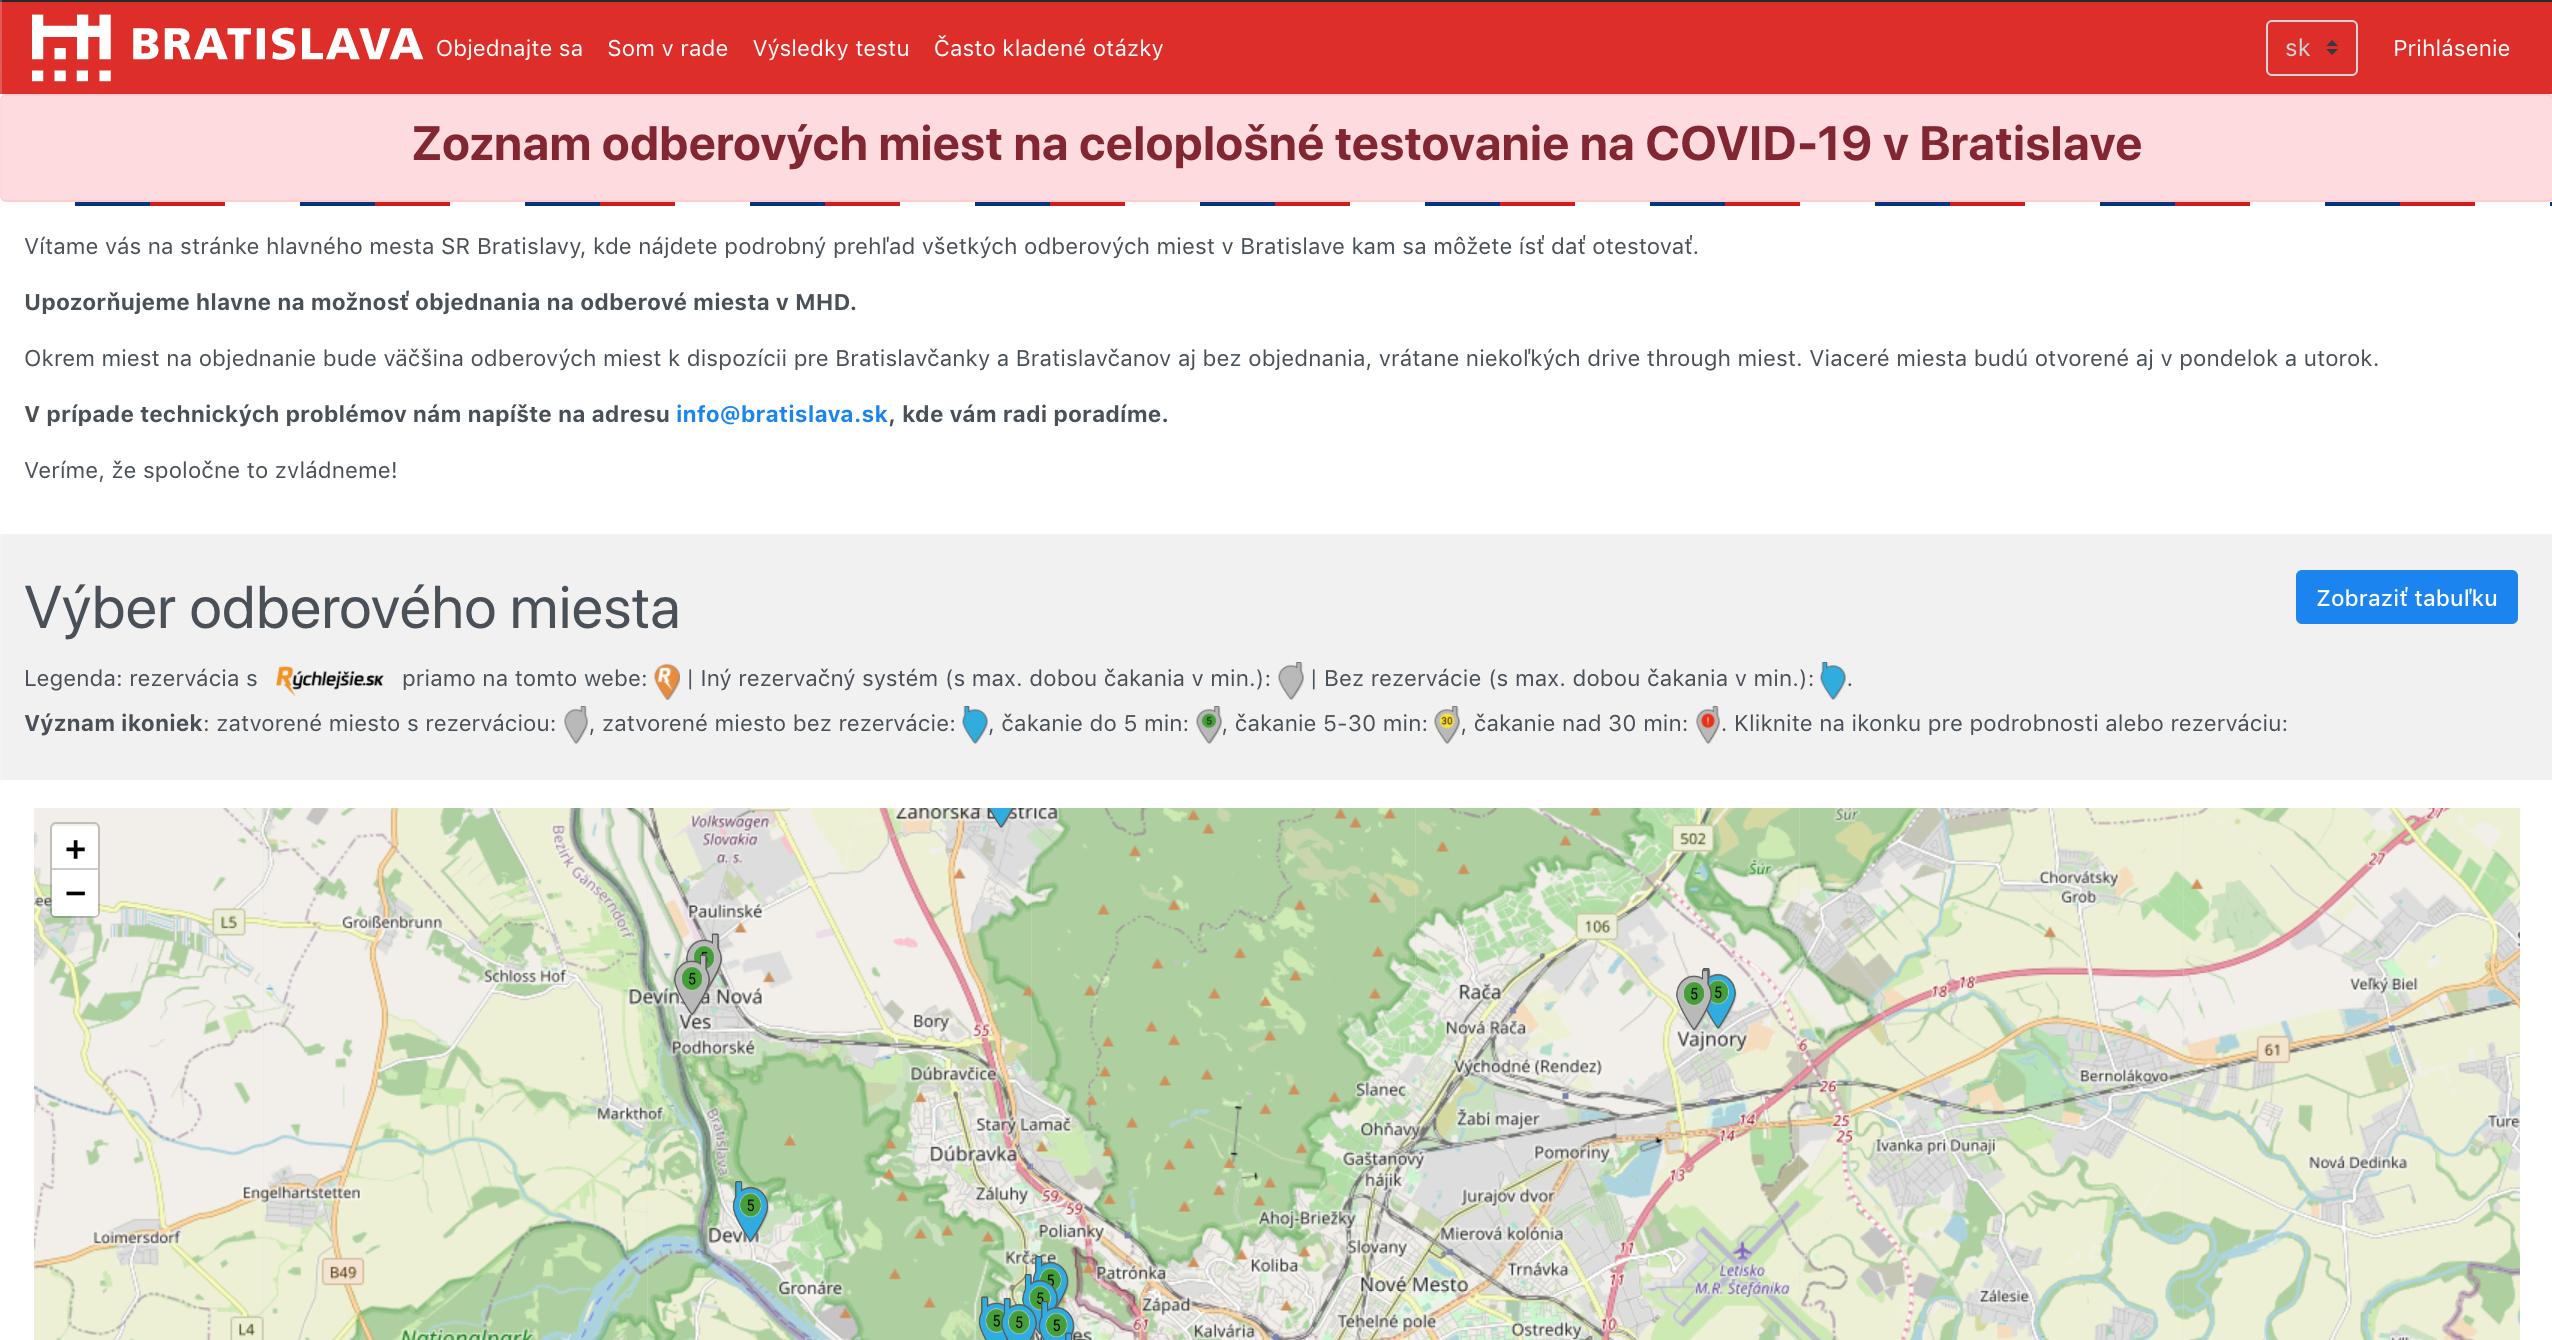 BRATISLAVA Objednajte sa Som v rade Výsledky testu Často kladené otázky sk Prihlásenie
Zoznam odberových miest na celoplošné testovanie na COVID-19 v Bratislave
Vítame vás na stránke hlavného mesta SR Bratislavy, kde nájdete podrobný prehľad všetkých odberových miest v Bratislave kam sa môžete ísť dať otestovať.
Upozorňujeme hlavne na možnosť objednania na odberové miesta v MHD.
Okrem miest na objednanie bude väčšina odberových miest k dispozícii pre Bratislavčanky a Bratislavčanov aj bez objednania, vrátane niekoľkých drive through miest. Viaceré miesta budú otvorené aj v pondelok a utorok.
V prípade technických problémov nám napíšte na adresu info@bratislava.sk, kde vám radi poradíme.
Veríme, že spoločne to zvládneme!
Výber odberového miesta
Zobraziť tabuľku
Legenda: rezervácia s Rýchlejšie.sk priamo na tomto webe: R | Iný rezervačný systém (s max. dobou čakania v min.): | Bez rezervácie (s max. dobou čakania v min.): .
Význam ikoniek: zatvorené miesto s rezerváciou: , zatvorené miesto bez rezervácie: , čakanie do 5 min: 5, čakanie 5-30 min: 30, čakanie nad 30 min: !. Kliknite na ikonku pre podrobnosti alebo rezerváciu:
+
−
Volkswagen
Slovakia
a. s.
Bezirk Gänserndorf
502
Šúr
Šúr
27
27
Chorvátsky
Grob
L5
Groißenbrunn
Paulinské
106
Schloss Hof
5
5
Ves
Podhorské
Bory
55
Rača
Nová Rača
5
5
Vajnory
18
18
Veľký Biel
6
61
Dúbravčice
Východné (Rendez)
Slanec
26
Bernolákovo
Markthof
Bratislava
Starý Lamač
Dúbravka
Žabí majer
Ohňavy
Gaštanový
hájik
Pomoriny
14
14
25
25
Ivanka pri Dunaji
13
Nová Dedinka
Engelhartstetten
Záluhy
59
59
Jurajov dvor
5
Loimersdorf
Polianky
Ahoj-Briežky
Mierová kolónia
Slovany
11
11
B49
Gronáre
Patrónka
Koliba
Trnávka
Nové Mesto
Letisko
M.R. Štefánika
Zálesie
5
5
5
5
5
Západ
61
Kalvária
Tehelné pole
Ostredky
10
L4
Nationalpark